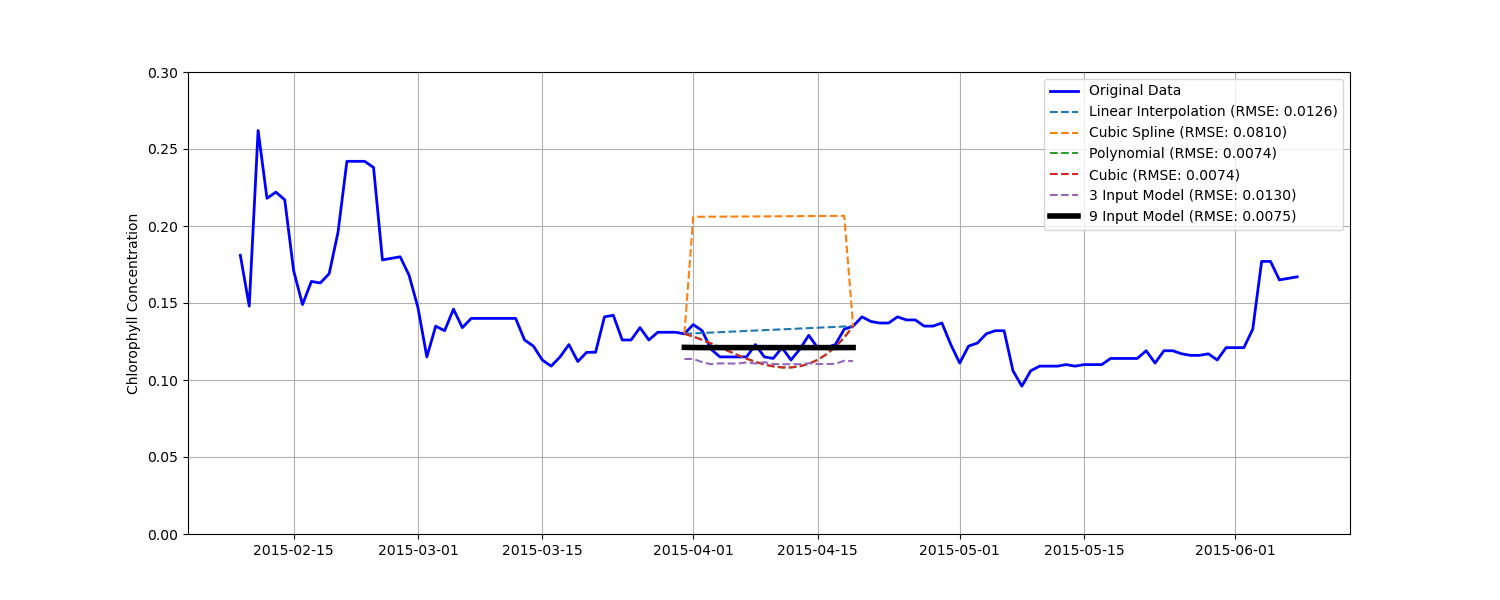 0.30
0.25
0.20
0.15
0.10
0.05
0.00
Chlorophyll Concentration
Original Data
Linear Interpolation (RMSE: 0.0126)
Cubic Spline (RMSE: 0.0810)
Polynomial (RMSE: 0.0074)
Cubic (RMSE: 0.0074)
3 Input Model (RMSE: 0.0130)
9 Input Model (RMSE: 0.0075)
2015-02-15 2015-03-01 2015-03-15 2015-04-01 2015-04-15 2015-05-01 2015-05-15 2015-06-01